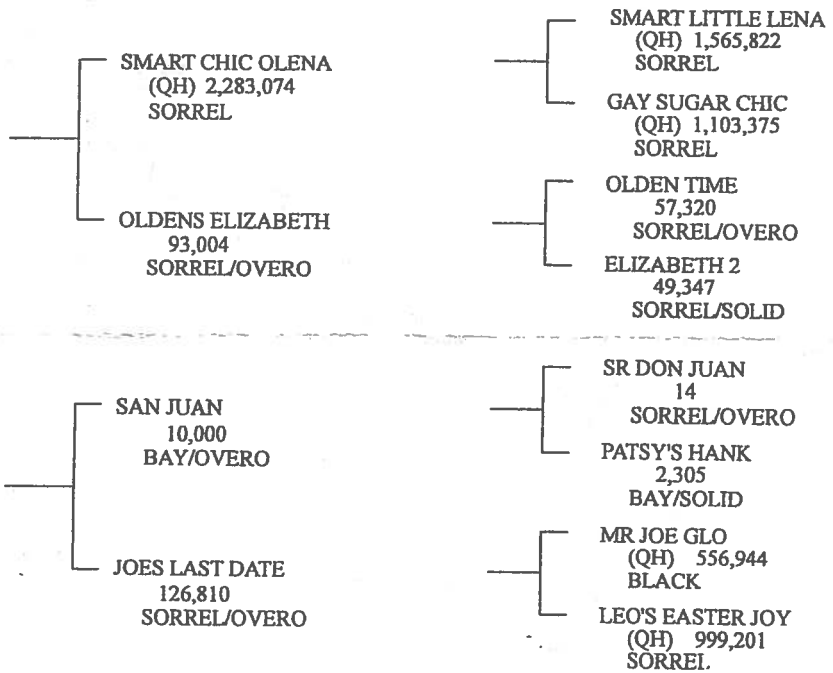 SMART CHIC OLENA
(QH) 2,283,074
SORREL
OLDENS ELIZABETH
93,004
SORREL/OVERO
SMART LITTLE LENA
(QH) 1,565,822
SORREL
GAY SUGAR CHIC
(QH) 1,103,375
SORREL
OLDEN TIME
57,320
SORREL/OVERO
ELIZABETH 2
49,347
SORREL/SOLID
SAN JUAN
10,000
BAY/OVERO
JOES LAST DATE
126,810
SORREL/OVERO
SR DON JUAN
14
SORREL/OVERO
PATSY'S HANK
2,305
BAY/SOLID
MR JOE GLO
(QH) 556,944
BLACK
LEO'S EASTER JOY
(QH) 999,201
SORREL